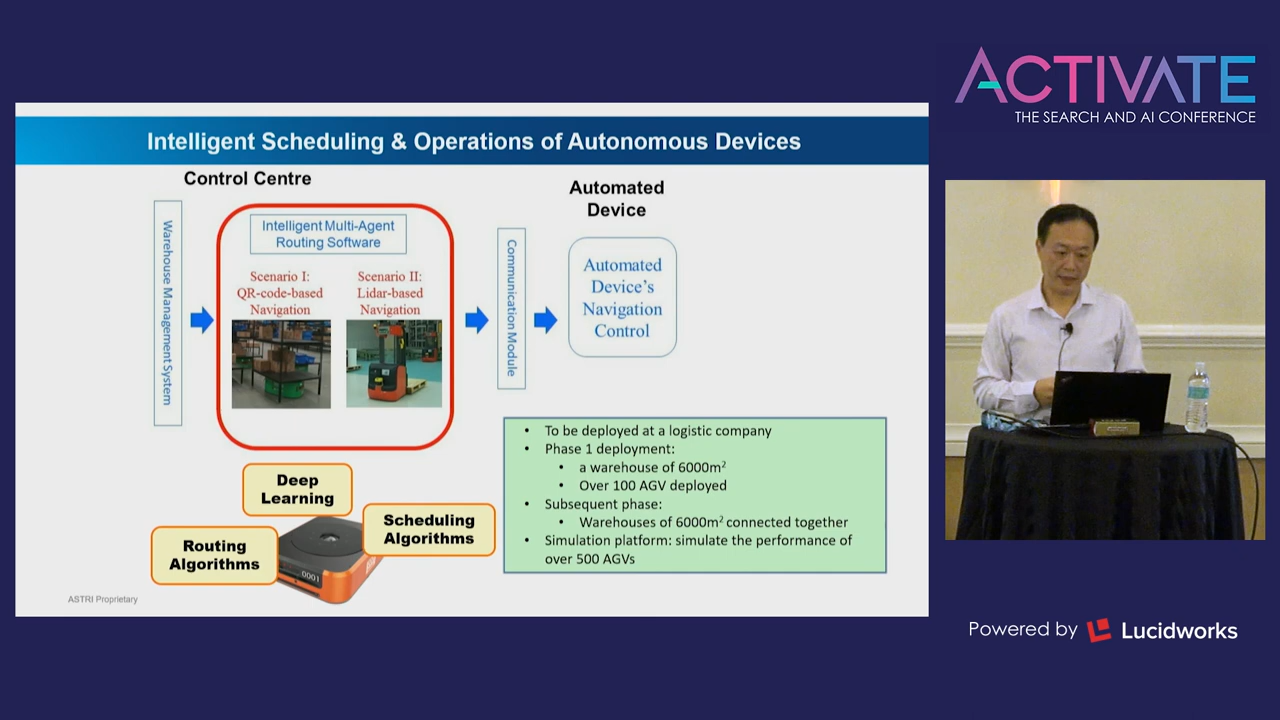 ACTIVATE
THE SEARCH AND AI CONFERENCE
Intelligent Scheduling & Operations of Autonomous Devices
Control Centre
Automated
Device
Warehouse Management System
Intelligent Multi-Agent
Routing Software
Scenario I:
QR-code-based
Navigation
Scenario II:
Lidar-based
Navigation
Communication Module
Automated
Device's
Navigation
Control
• To be deployed at a logistic company
• Phase 1 deployment:
• a warehouse of 6000m²
• Over 100 AGV deployed
• Subsequent phase:
• Warehouses of 6000m² connected together
• Simulation platform: simulate the performance of
over 500 AGVs
Deep
Learning
Scheduling
Algorithms
Routing
Algorithms
0001
ASTRI Proprietary
Powered by Lucidworks